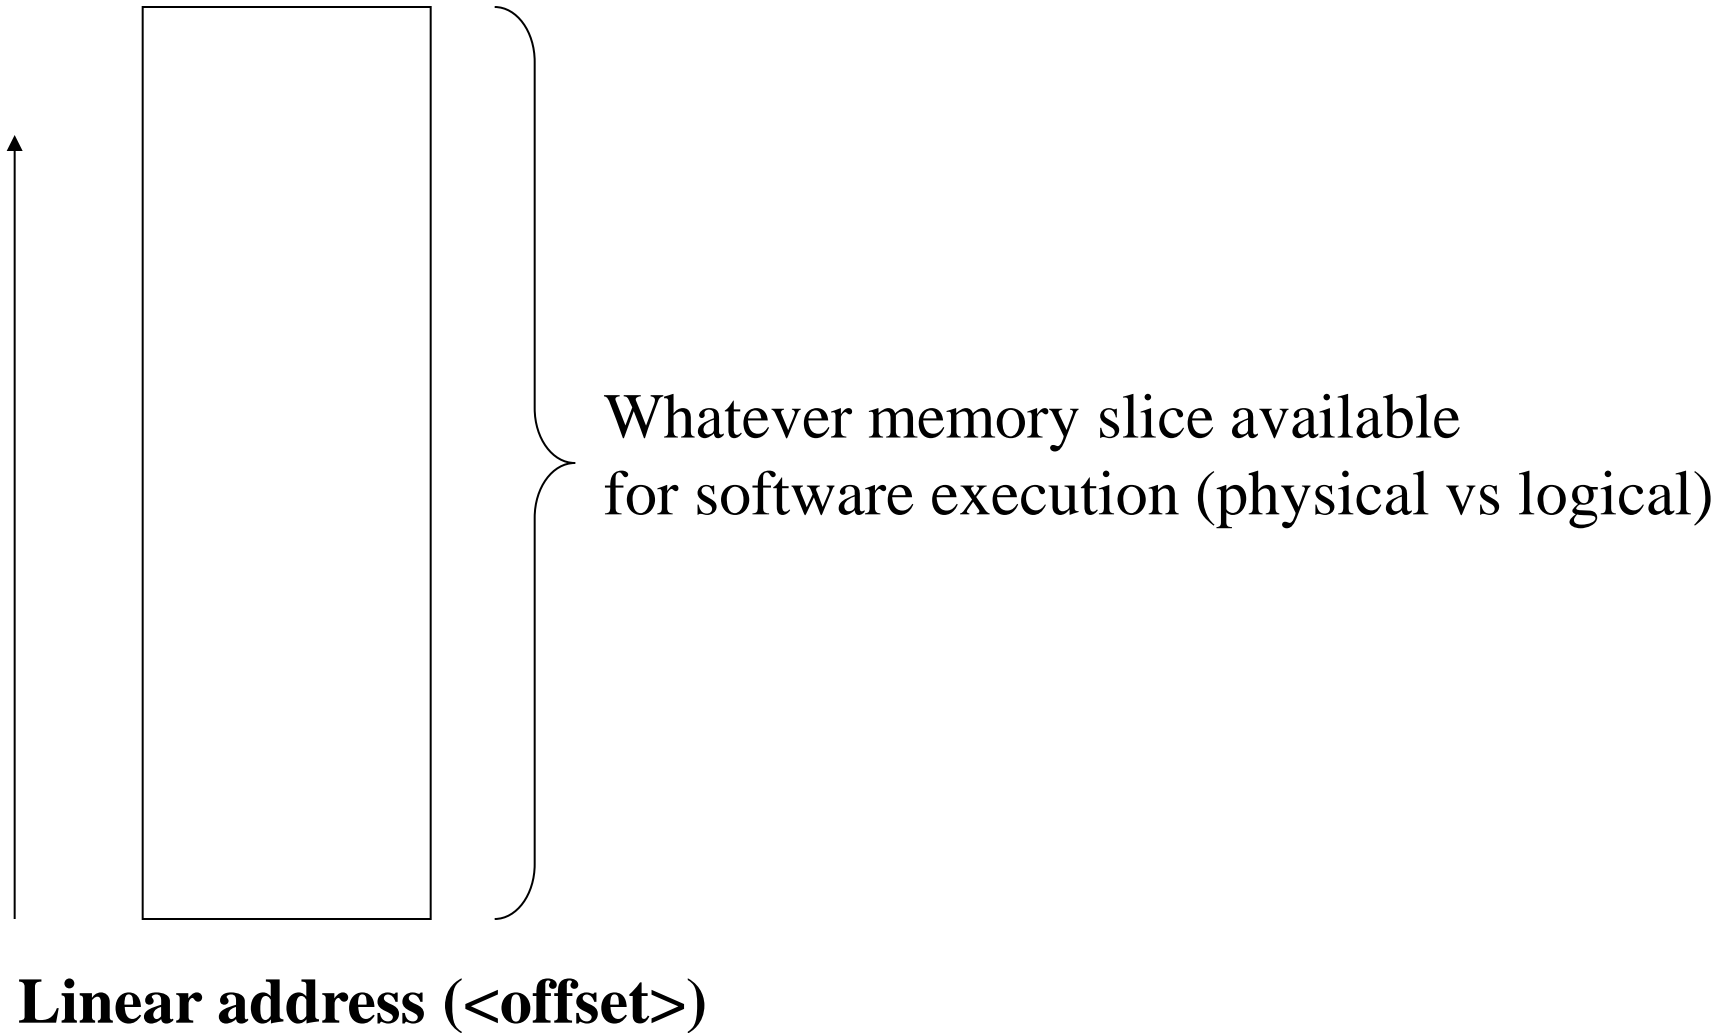 Whatever memory slice available
for software execution (physical vs logical)
Linear address (<offset>)